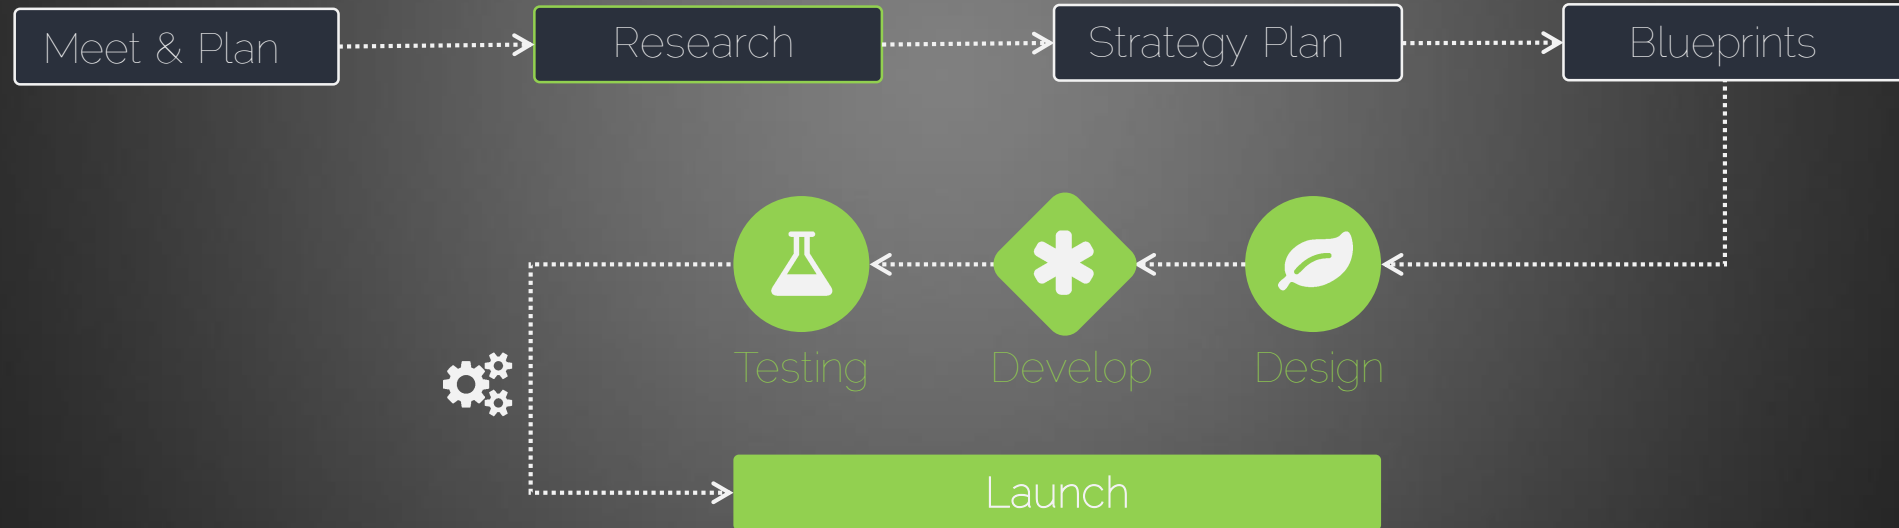 Meet & Plan
Research
Strategy Plan
Blueprints
Design
Develop
Testing
Launch